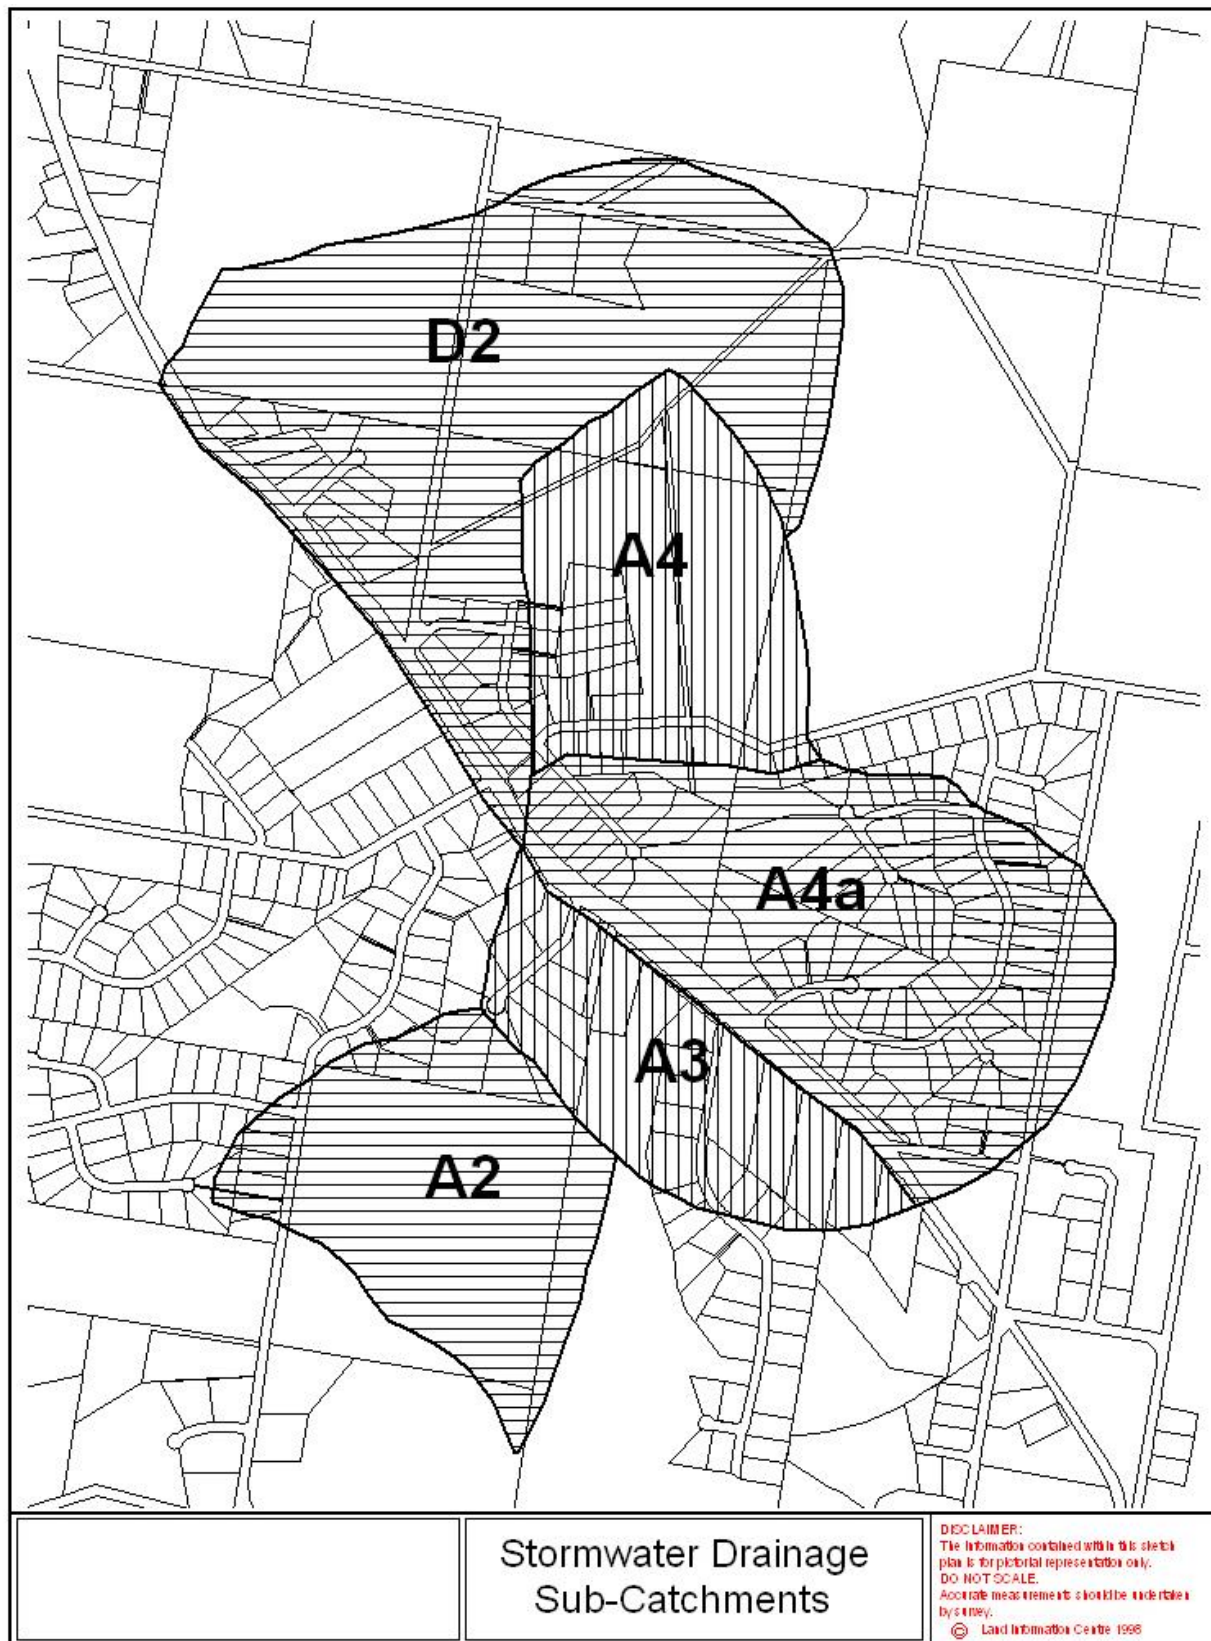 D2
A4
A4a
A3
A2
Stormwater Drainage
Sub-Catchments
DISCLAIMER:
The information contained within this sketch
plan is for pictorial representation only.
DO NOT SCALE.
Accurate measurements should be undertaken
by survey.
© Land Information Centre 1998